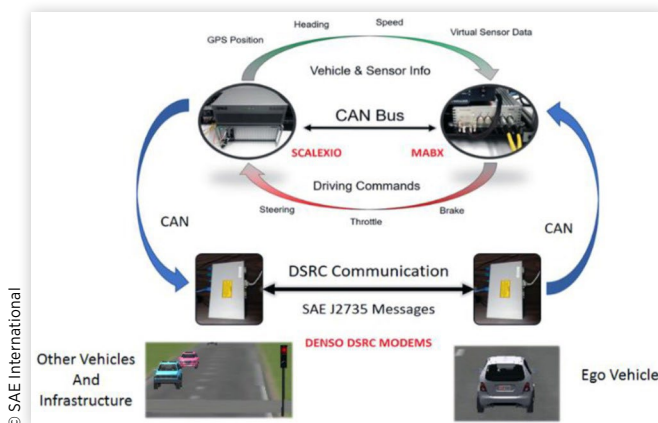 Heading
Speed
GPS Position
Virtual Sensor Data
Vehicle & Sensor Info
CAN Bus
SCALEXIO
MABX
Driving Commands
Steering
Throttle
Brake
CAN
CAN
DSRC Communication
SAE J2735 Messages
DENSO DSRC MODEMS
Other Vehicles
And
Infrastructure
Ego Vehicle
© SAE International